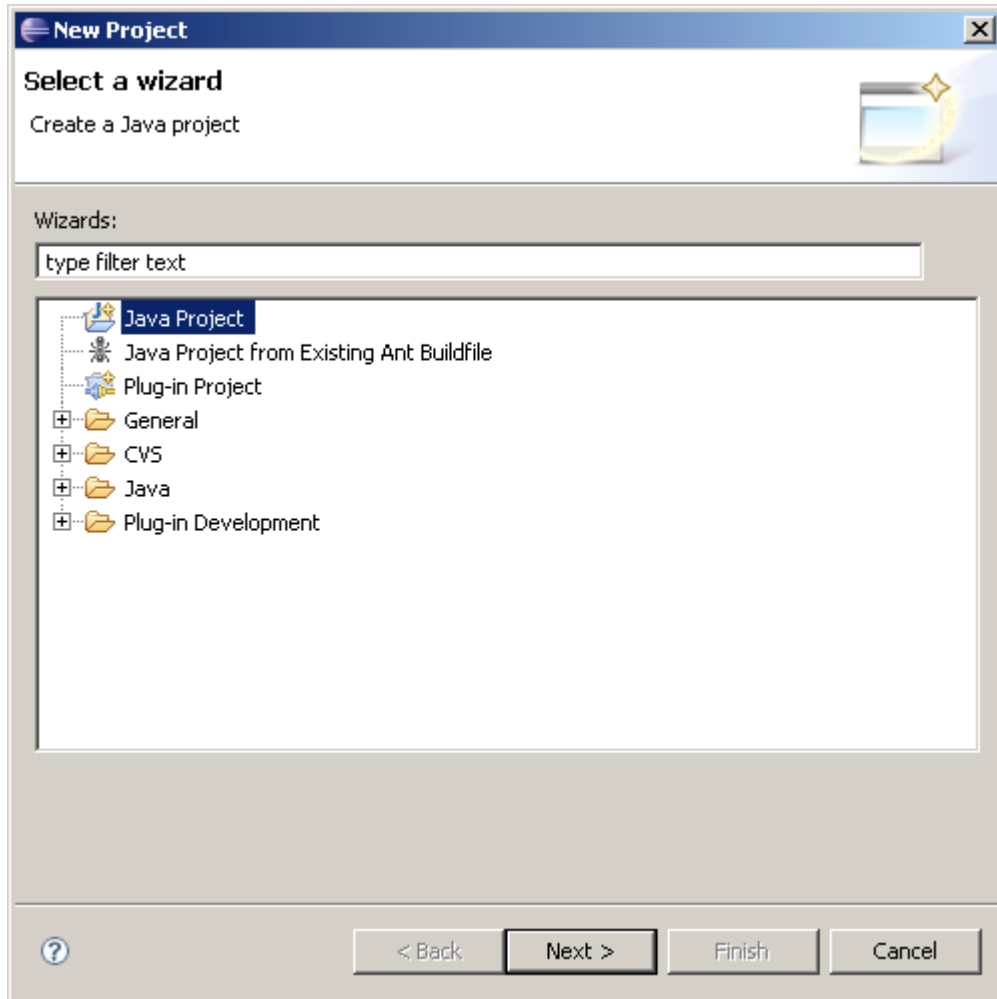 New Project
Select a wizard
Create a Java project
Wizards:
type filter text
Java Project
Java Project from Existing Ant Buildfile
Plug-in Project
General
CVS
Java
Plug-in Development
< Back Next > Finish Cancel